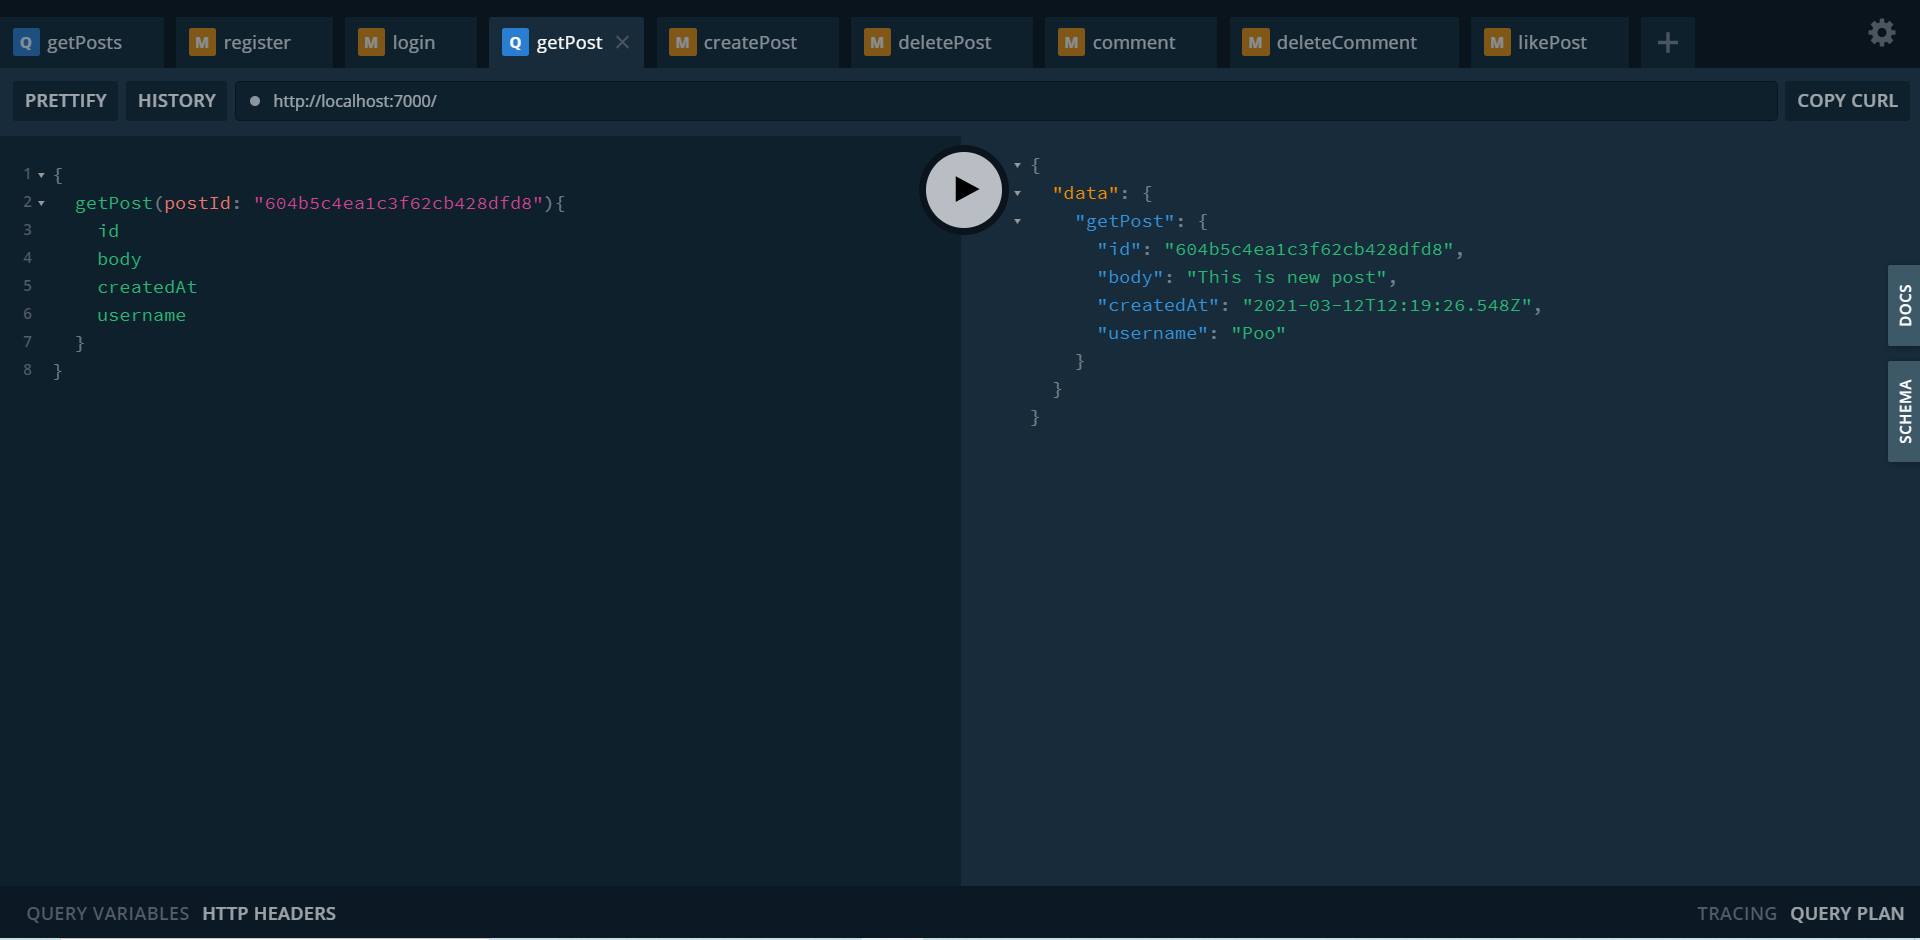 Q getPosts M register M login Q getPost × M createPost M deletePost M comment M deleteComment M likePost +
PRETTIFY HISTORY http://localhost:7000/ COPY CURL
1 {
2 getPost(postId: "604b5c4ea1c3f62cb428dfd8"){
3 id
4 body
5 createdAt
6 username
7 }
8 }
{
"data": {
"getPost": {
"id": "604b5c4ea1c3f62cb428dfd8",
"body": "This is new post",
"createdAt": "2021-03-12T12:19:26.548Z",
"username": "Poo"
}
}
}
DOCS
SCHEMA
QUERY VARIABLES HTTP HEADERS
TRACING QUERY PLAN